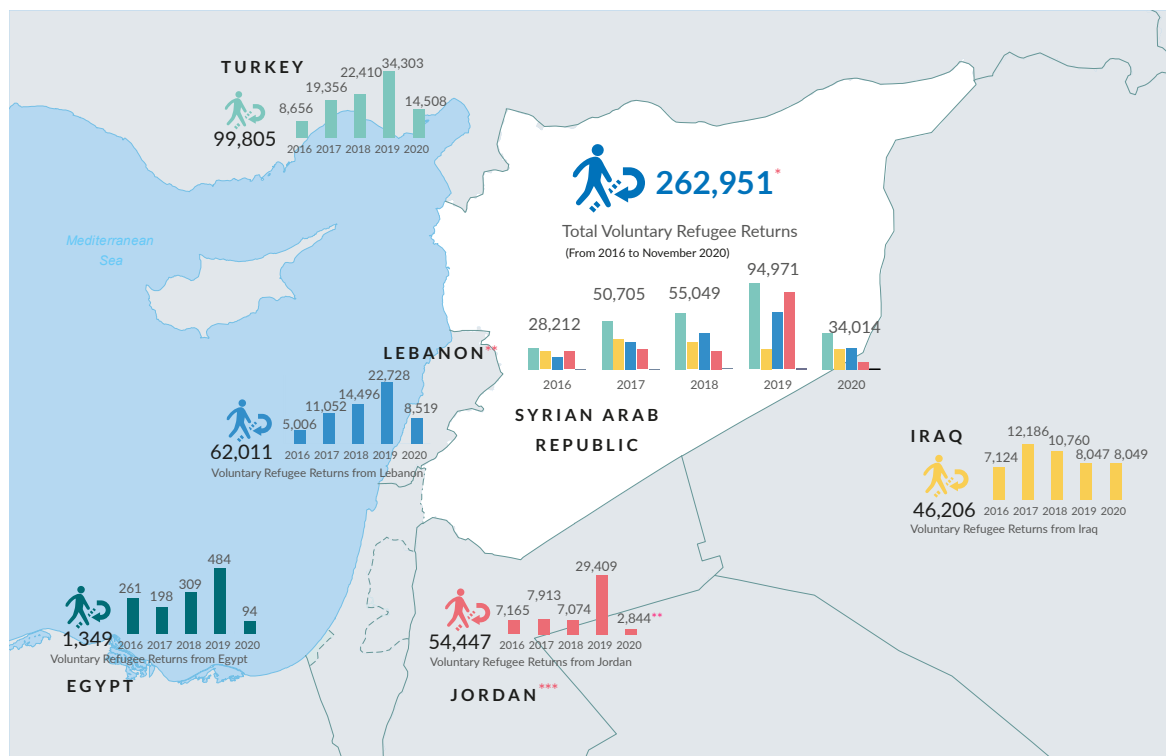 TURKEY
99,805
8,656
19,356
22,410
34,303
14,508
2016 2017 2018 2019 2020
Mediterranean
Sea
262,951*
Total Voluntary Refugee Returns
(From 2016 to November 2020)
28,212
50,705
55,049
94,971
34,014
2016 2017 2018 2019 2020
SYRIAN ARAB
REPUBLIC
LEBANON**
62,011
5,006
11,052
14,496
22,728
8,519
2016 2017 2018 2019 2020
Voluntary Refugee Returns from Lebanon
IRAQ
46,206
7,124
12,186
10,760
8,047
8,049
2016 2017 2018 2019 2020
Voluntary Refugee Returns from Iraq
261
198
309
484
94
1,349
2016 2017 2018 2019 2020
Voluntary Refugee Returns from Egypt
EGYPT
7,165
7,913
7,074
29,409
2,844**
54,447
2016 2017 2018 2019 2020
Voluntary Refugee Returns from Jordan
JORDAN***